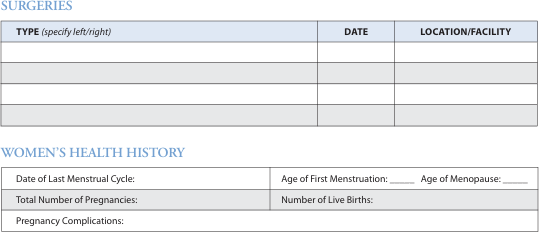 SURGERIES
TYPE (specify left/right) DATE LOCATION/FACILITY
WOMEN'S HEALTH HISTORY
Date of Last Menstrual Cycle: Age of First Menstruation: _____ Age of Menopause: _____
Total Number of Pregnancies: Number of Live Births:
Pregnancy Complications: